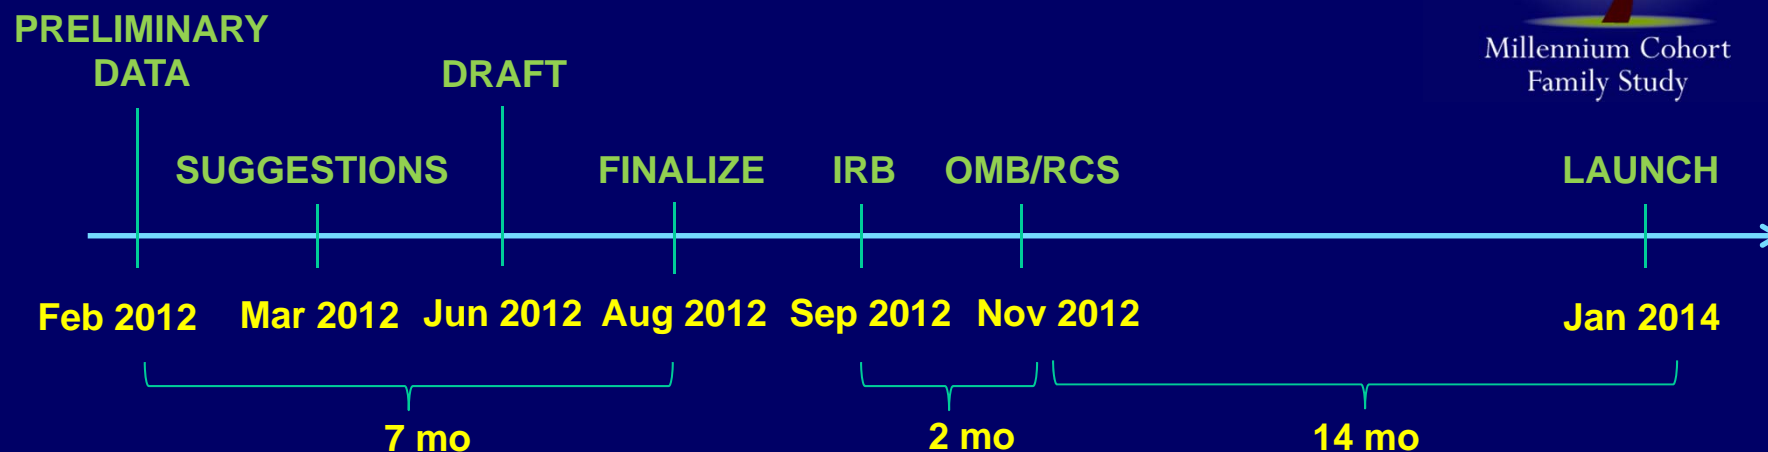 PRELIMINARY
DATA
DRAFT
Millennium Cohort
Family Study
SUGGESTIONS
FINALIZE
IRB
OMB/RCS
LAUNCH
Feb 2012
Mar 2012
Jun 2012
Aug 2012
Sep 2012
Nov 2012
Jan 2014
7 mo
2 mo
14 mo